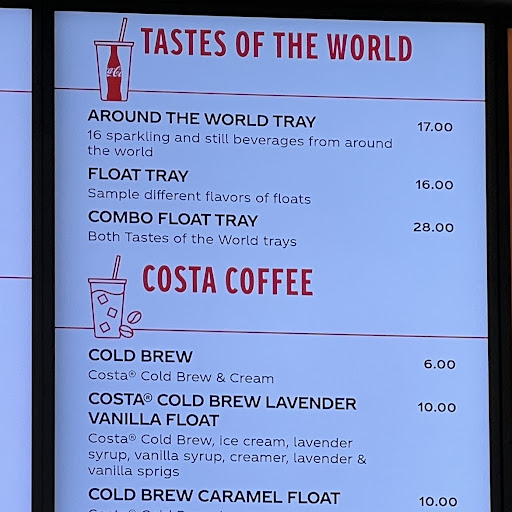 TASTES OF THE WORLD
Coca-Cola
AROUND THE WORLD TRAY 17.00
16 sparkling and still beverages from around
the world
FLOAT TRAY 16.00
Sample different flavors of floats
COMBO FLOAT TRAY 28.00
Both Tastes of the World trays
COSTA COFFEE
COLD BREW 6.00
Costa® Cold Brew & Cream
COSTA® COLD BREW LAVENDER 10.00
VANILLA FLOAT
Costa® Cold Brew, ice cream, lavender
syrup, vanilla syrup, creamer, lavender &
vanilla sprigs
COLD BREW CARAMEL FLOAT 10.00